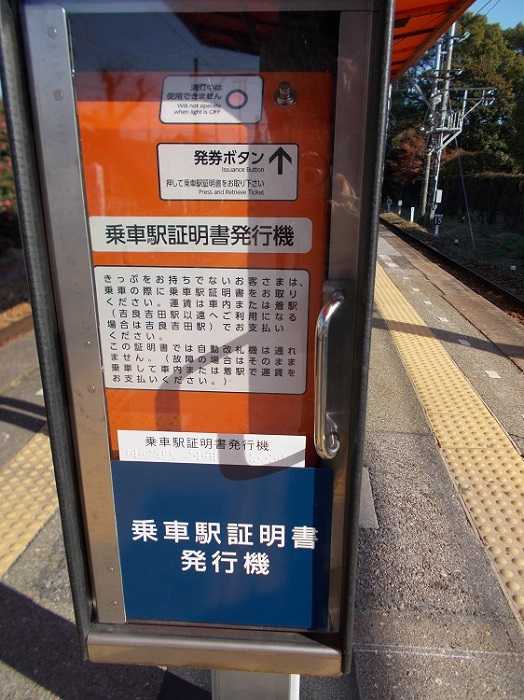 消灯中は
使用できません
Will not operate
when light is OFF
発券ボタン
Issuance Button
押して乗車駅証明書をお取り下さい
Press and Retrieve Ticket
乗車駅証明書発行機
きっぷをお持ちでないお客さまは、
乗車の際に乗車駅証明書をお取り
ください。運賃は車内または着駅
(吉良吉田駅以遠へご利用になる
場合は吉良吉田駅)でお支払い
ください。
この証明書では自動改札機は通れ
ません。(故障の場合はそのまま
乗車して車内または着駅で運賃を
お支払いください。)
乗車駅証明書発行機
乗車駅証明書
発行機
15